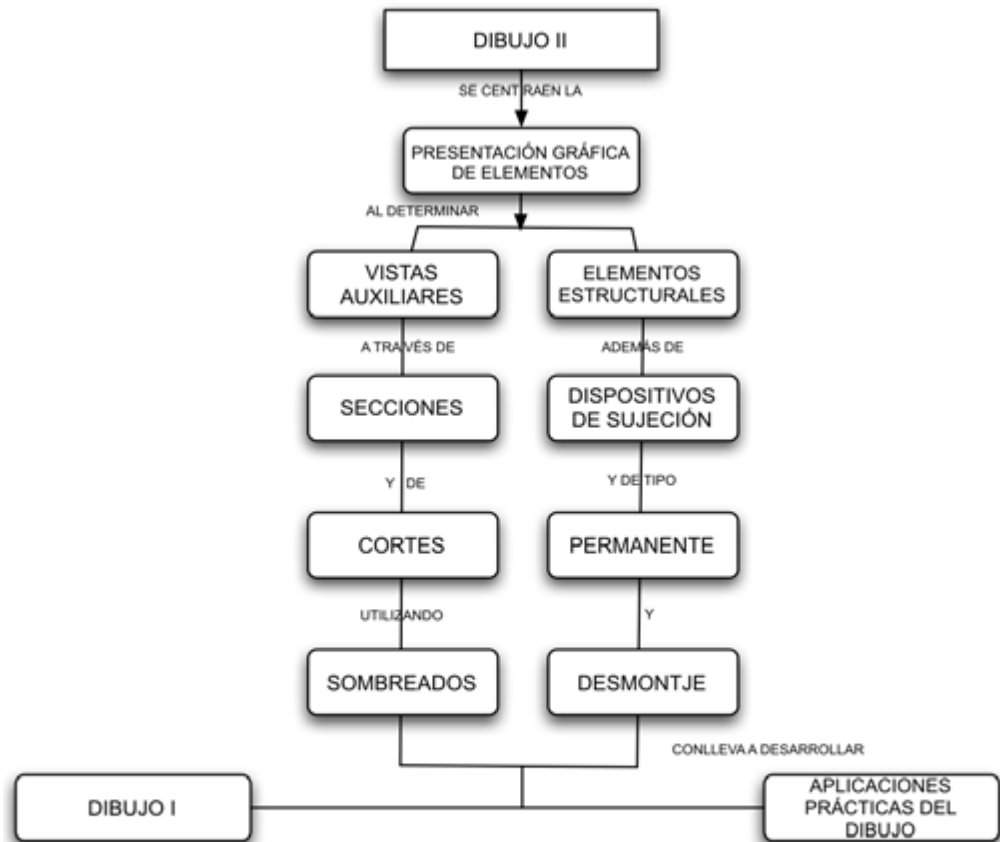 DIBUJO II
SE CENTRAEN LA
PRESENTACIÓN GRÁFICA
DE ELEMENTOS
AL DETERMINAR
VISTAS
AUXILIARES
ELEMENTOS
ESTRUCTURALES
A TRAVÉS DE
ADEMÁS DE
SECCIONES
DISPOSITIVOS
DE SUJECIÓN
Y DE
Y DE TIPO
CORTES
PERMANENTE
UTILIZANDO
Y
SOMBREADOS
DESMONTJE
CONLLEVA A DESARROLLAR
DIBUJO I
APLICACIONES
PRÁCTICAS DEL
DIBUJO